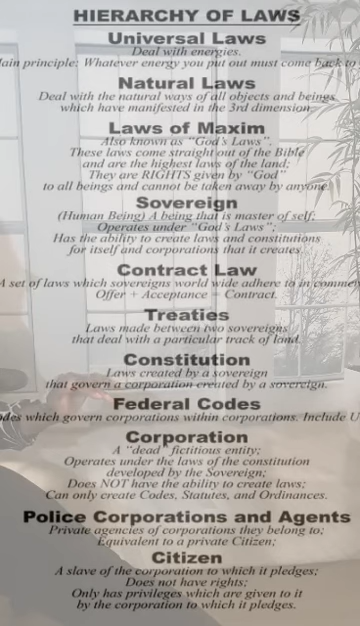 HIERARCHY OF LAWS
Universal Laws
Deal with energies.
ain principle: Whatever energy you put out must come back to
Natural Laws
Deal with the natural ways of all objects and beings
which have manifested in the 3rd dimension.
Laws of Maxim
Also known as "God's Laws".
These laws come straight out of the Bible
and are the highest laws of the land;
They are RIGHTS given by "God"
to all beings and cannot be taken away by anyone.
Sovereign
(Human Being) A being that is master of self;
Operates under "God's Laws";
Has the ability to create laws and constitutions
for itself and corporations that it creates.
Contract Law
A set of laws which sovereigns world wide adhere to in commer
Offer + Acceptance = Contract.
Treaties
Laws made between two sovereigns
that deal with a particular track of land.
Constitution
Laws created by a sovereign
that govern a corporation created by a sovereign.
Federal Codes
odes which govern corporations within corporations. Include U
Corporation
A "dead" fictitious entity;
Operates under the laws of the constitution
developed by the Sovereign;
Does NOT have the ability to create laws;
Can only create Codes, Statutes, and Ordinances.
Police Corporations and Agents
Private agencies of corporations they belong to;
Equivalent to a private Citizen;
Citizen
A slave of the corporation to which it pledges;
Does not have rights;
Only has privileges which are given to it
by the corporation to which it pledges.